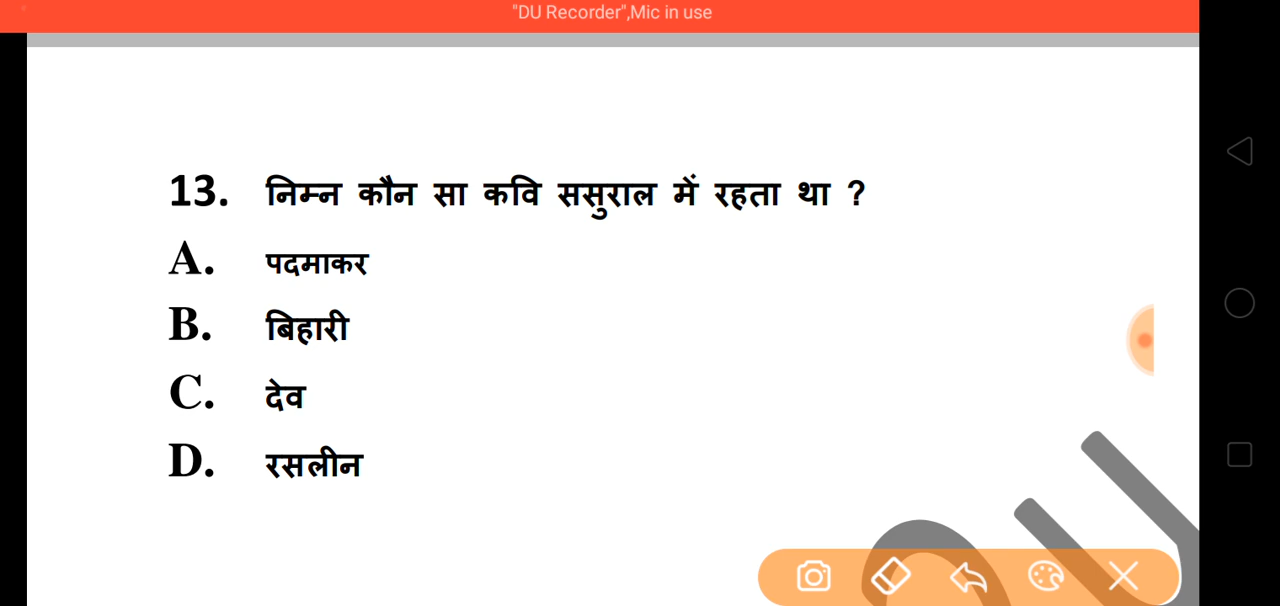 "DU Recorder",Mic in use
13. निम्न कौन सा कवि ससुराल में रहता था ?
A. पदमाकर
B. बिहारी
C. देव
D. रसलीन